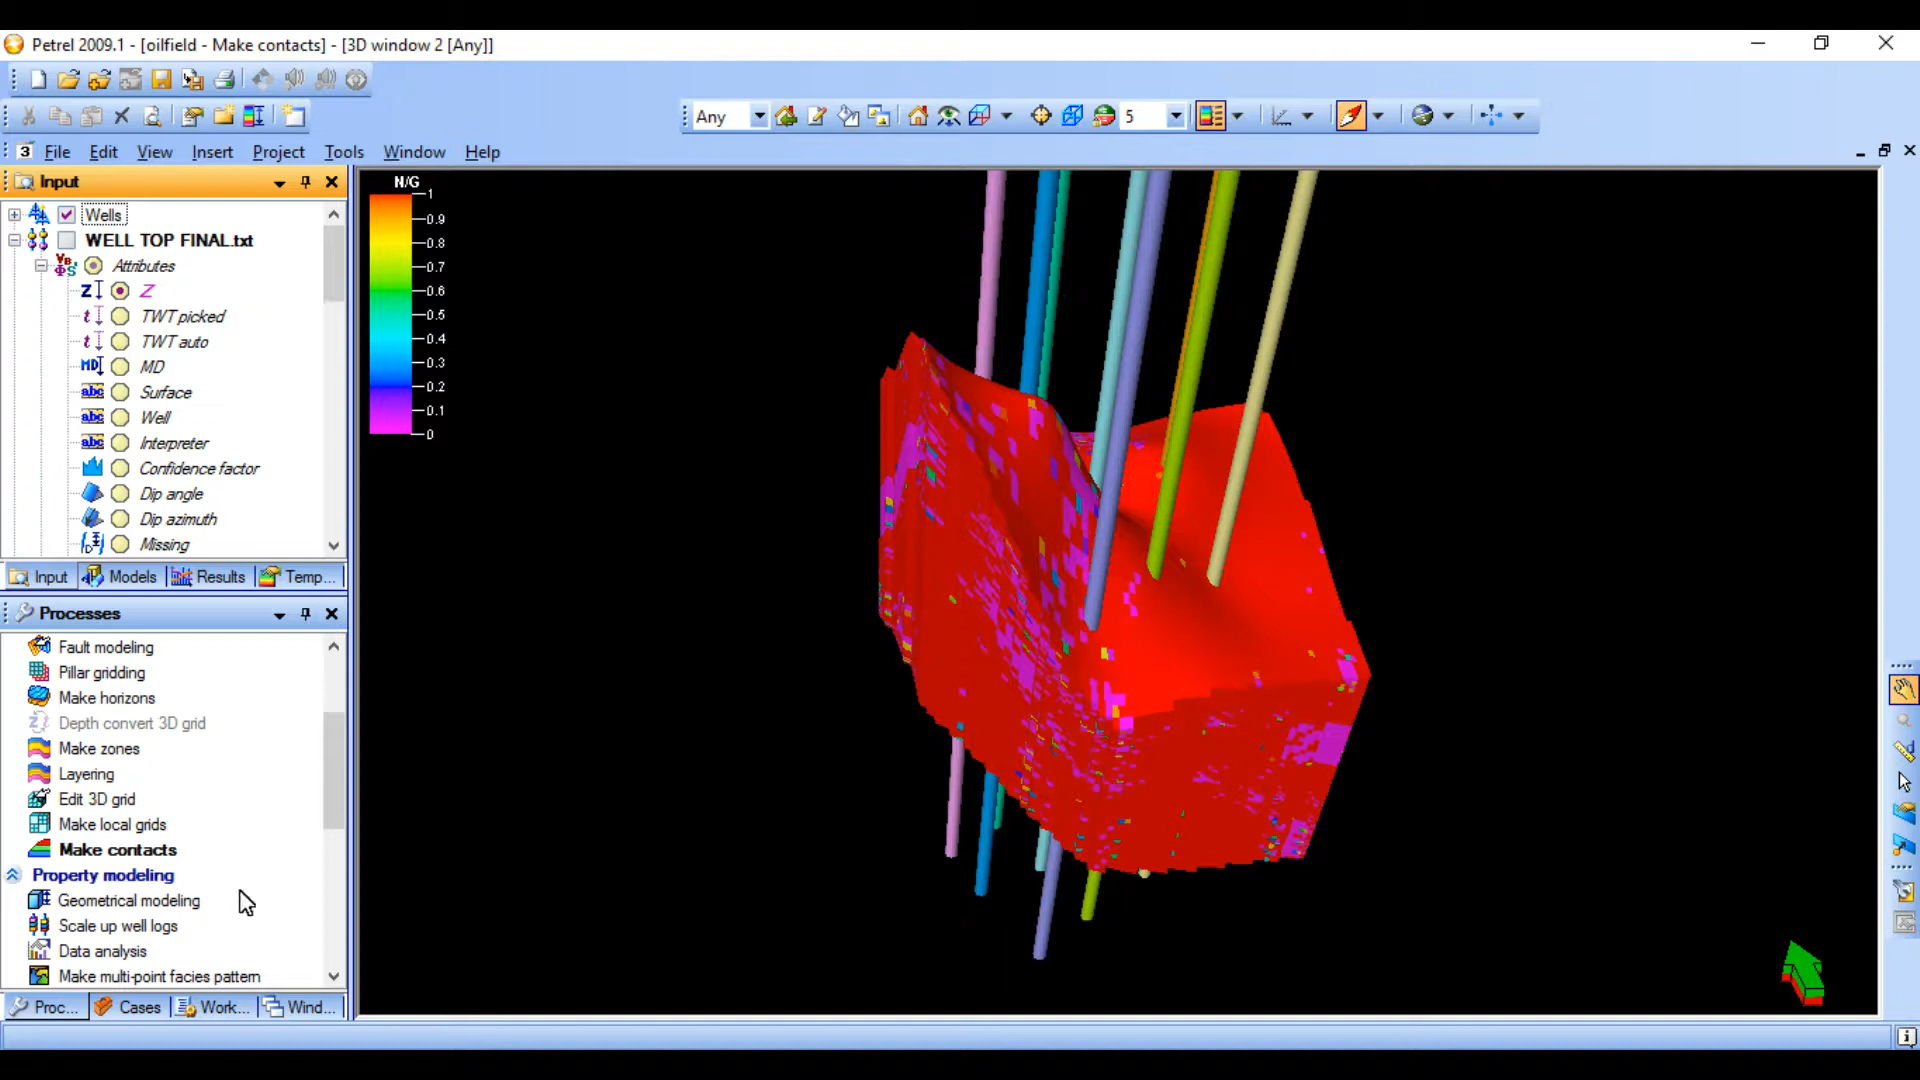 Petrel 2009.1 - [oilfield - Make contacts] - [3D window 2 [Any]]
Any
5
3 File Edit View Insert Project Tools Window Help
Input
Wells
WELL TOP FINAL.txt
Attributes
Z
TWT picked
TWT auto
MD
Surface
Well
Interpreter
Confidence factor
Dip angle
Dip azimuth
Missing
Input Models Results Temp...
Processes
Fault modeling
Pillar gridding
Make horizons
Depth convert 3D grid
Make zones
Layering
Edit 3D grid
Make local grids
Make contacts
Property modeling
Geometrical modeling
Scale up well logs
Data analysis
Make multi-point facies pattern
Proc... Cases Work... Wind...
N/G
1
0.9
0.8
0.7
0.6
0.5
0.4
0.3
0.2
0.1
0